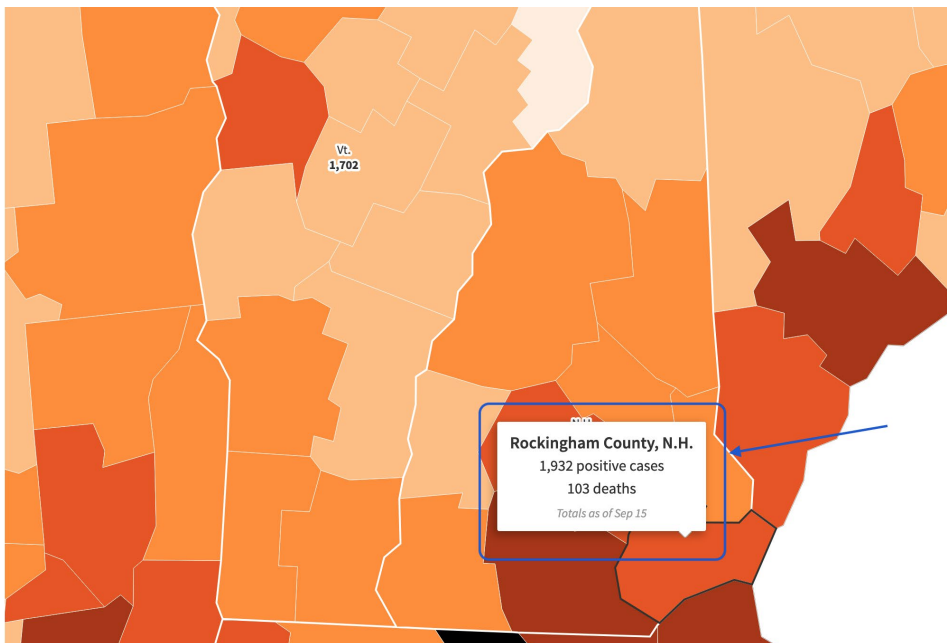 Vt.
1,702
Rockingham County, N.H.
1,932 positive cases
103 deaths
Totals as of Sep 15